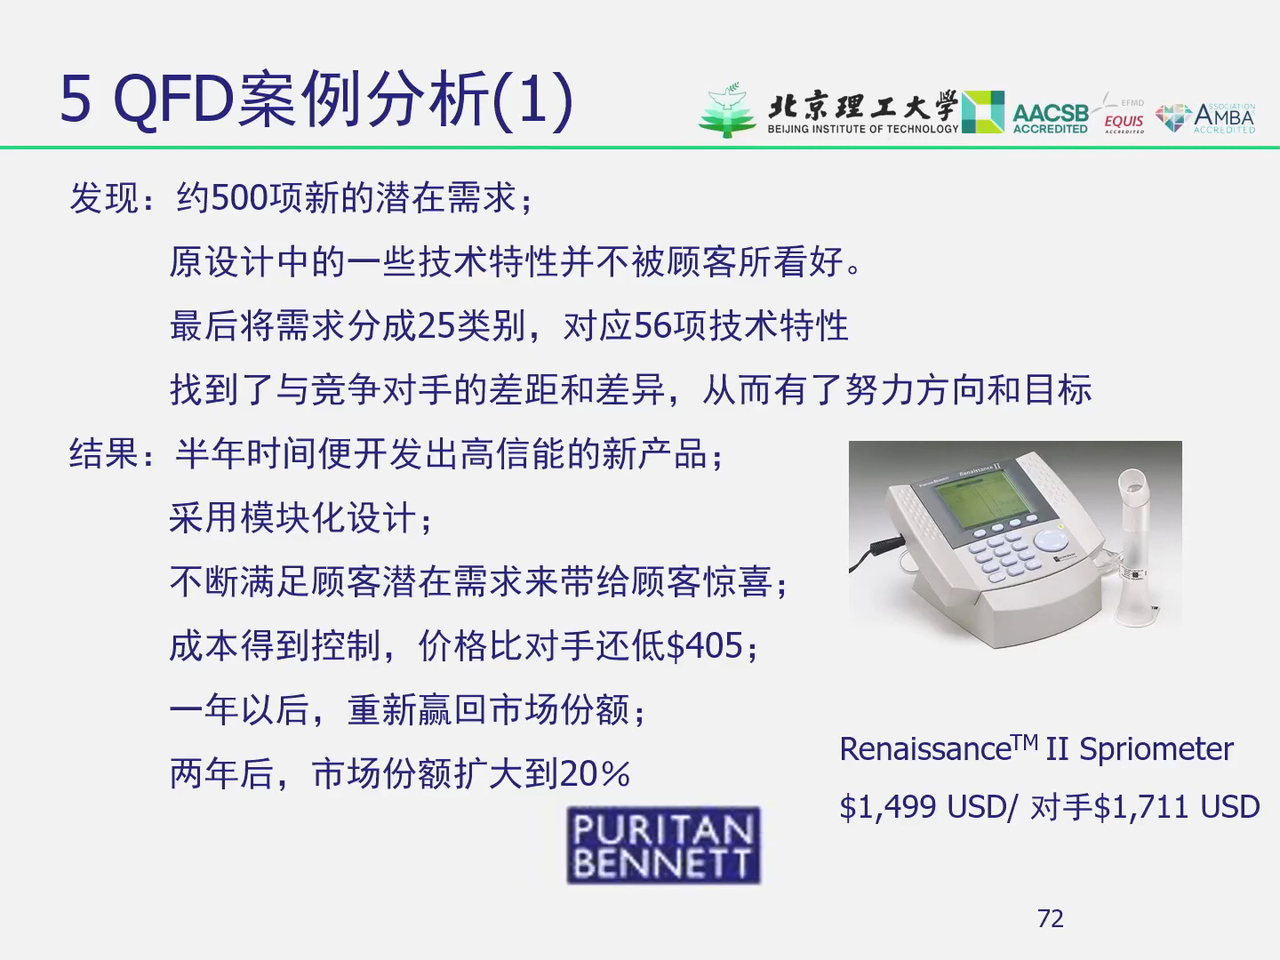 5 QFD案例分析(1)
北京理工大学
BEIJING INSTITUTE OF TECHNOLOGY
AACSB
ACCREDITED
EFMD
EQUIS
ACCREDITED
ASSOCIATION
AMBA
ACCREDITED
发现：约500项新的潜在需求；
原设计中的一些技术特性并不被顾客所看好。
最后将需求分成25类别，对应56项技术特性
找到了与竞争对手的差距和差异，从而有了努力方向和目标
结果：半年时间便开发出高信能的新产品；
采用模块化设计；
不断满足顾客潜在需求来带给顾客惊喜；
成本得到控制，价格比对手还低$405；
一年以后，重新赢回市场份额；
两年后，市场份额扩大到20%
Renaissance II
Renaissance™ II Spriometer
$1,499 USD/ 对手$1,711 USD
PURITAN
BENNETT
72